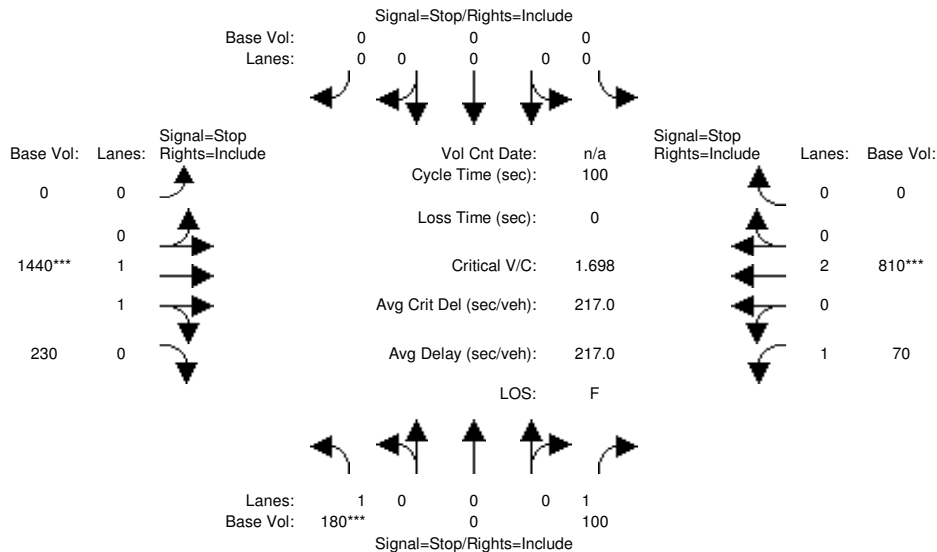 Signal=Stop/Rights=Include
Base Vol: 0 0 0
Lanes: 0 0 0 0 0
Signal=Stop Signal=Stop
Base Vol: Lanes: Rights=Include Vol Cnt Date: n/a Rights=Include Lanes: Base Vol:
Cycle Time (sec): 100
0 0 0 0
Loss Time (sec): 0
0 0
1440*** 1 Critical V/C: 1.698 2 810***
1 Avg Crit Del (sec/veh): 217.0 0
230 0 Avg Delay (sec/veh): 217.0 1 70
LOS: F
Lanes: 1 0 0 0 1
Base Vol: 180*** 0 100
Signal=Stop/Rights=Include